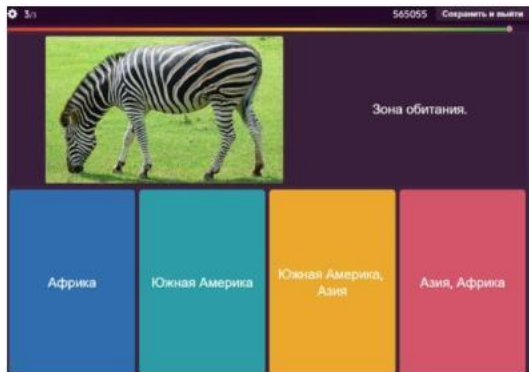 3/3
565055 Сохранить и выйти
Зона обитания.
Африка
Южная Америка
Южная Америка,
Азия
Азия, Африка